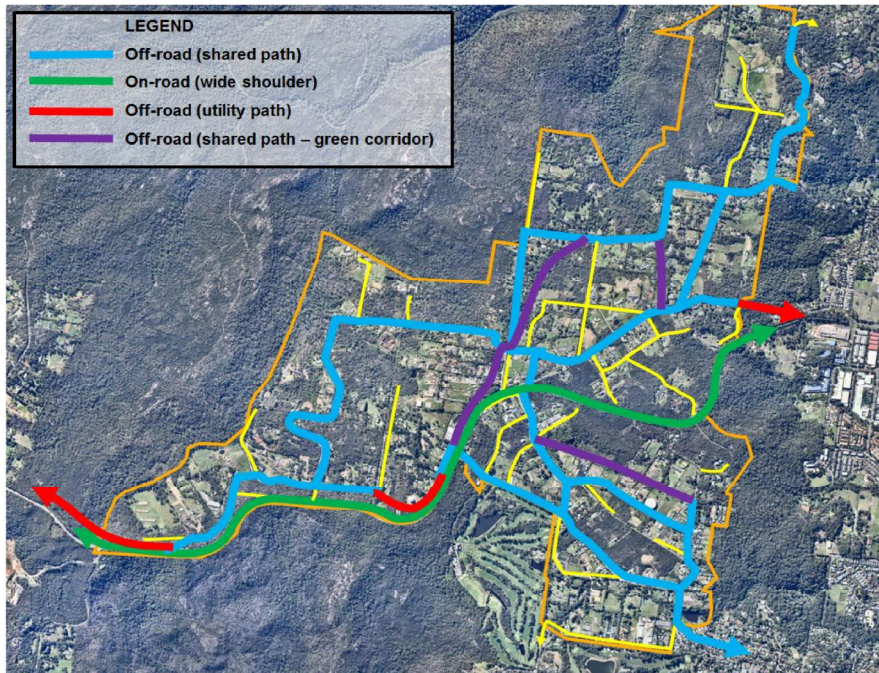 LEGEND
Off-road (shared path)
On-road (wide shoulder)
Off-road (utility path)
Off-road (shared path – green corridor)